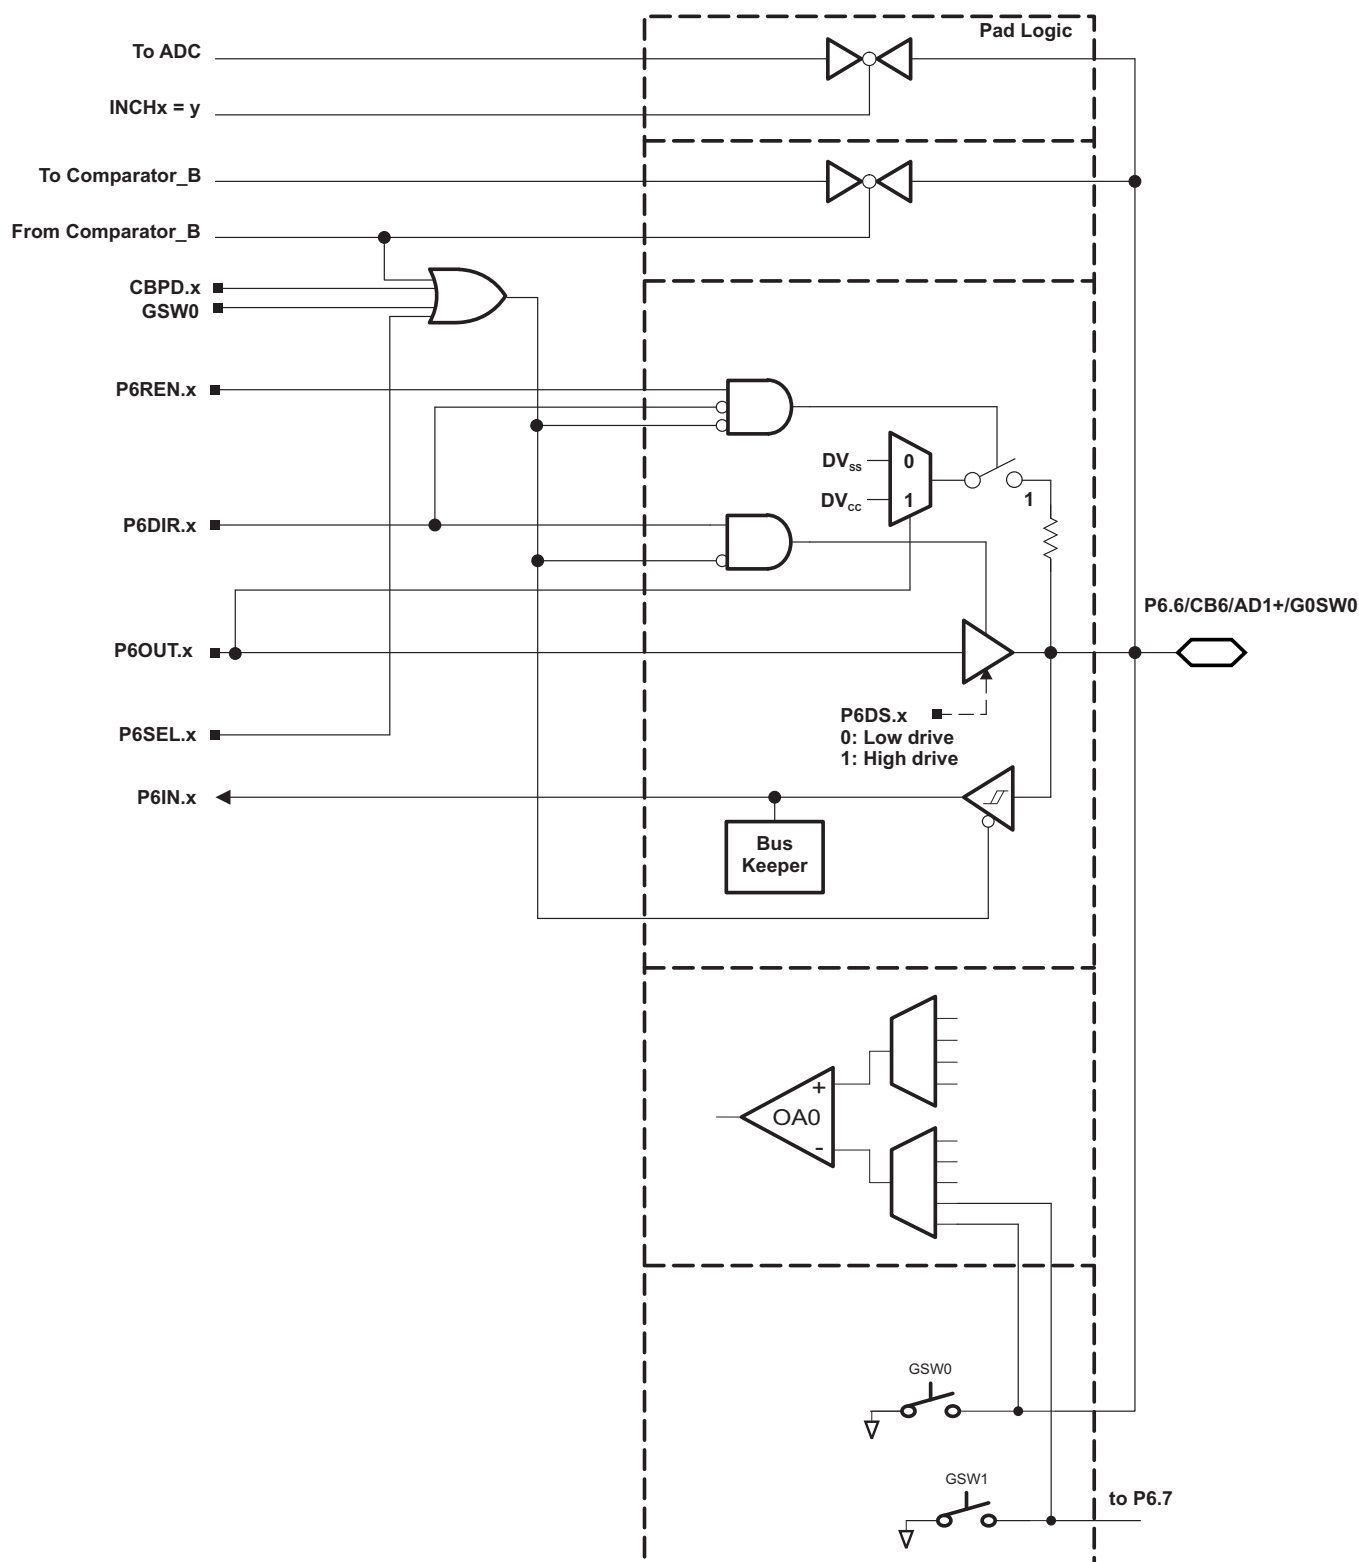 Pad Logic
To ADC
INCHx = y
To Comparator_B
From Comparator_B
CBPD.x
GSW0
P6REN.x
DVSS
0
DVCC
1
1
P6DIR.x
P6.6/CB6/AD1+/G0SW0
P6OUT.x
P6DS.x
0: Low drive
1: High drive
P6SEL.x
P6IN.x
Bus
Keeper
+
OA0
-
GSW0
GSW1
to P6.7